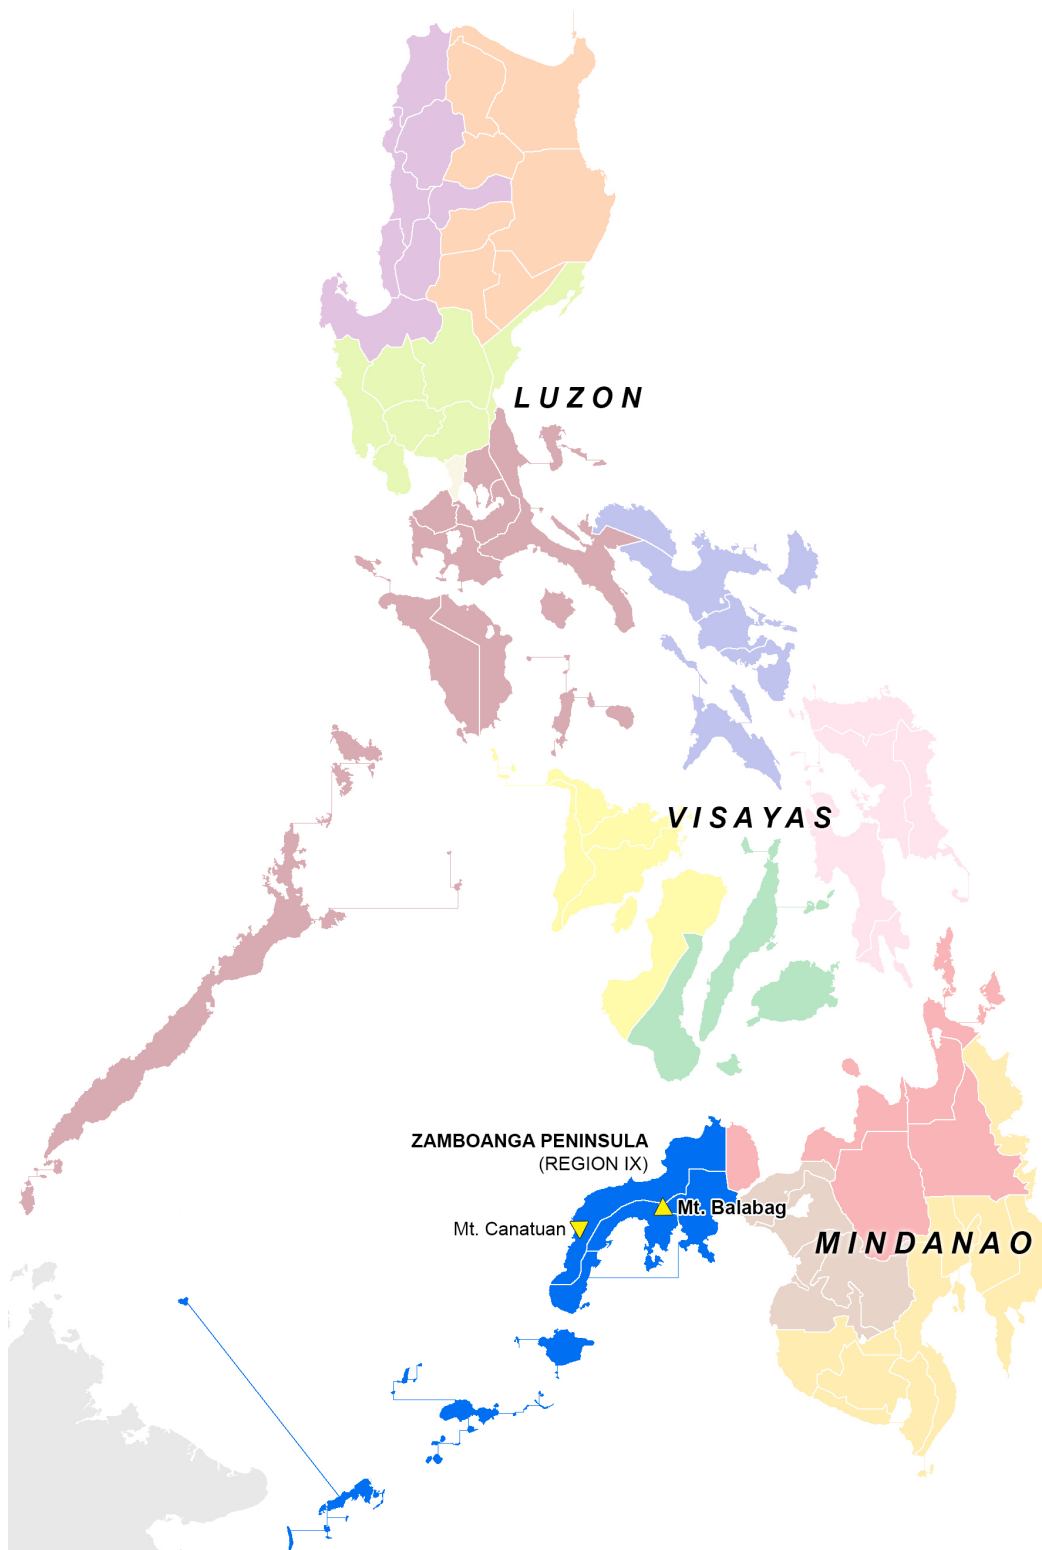 LUZON
VISAYAS
ZAMBOANGA PENINSULA
(REGION IX)
Mt. Balabag
Mt. Canatuan
MINDANAO